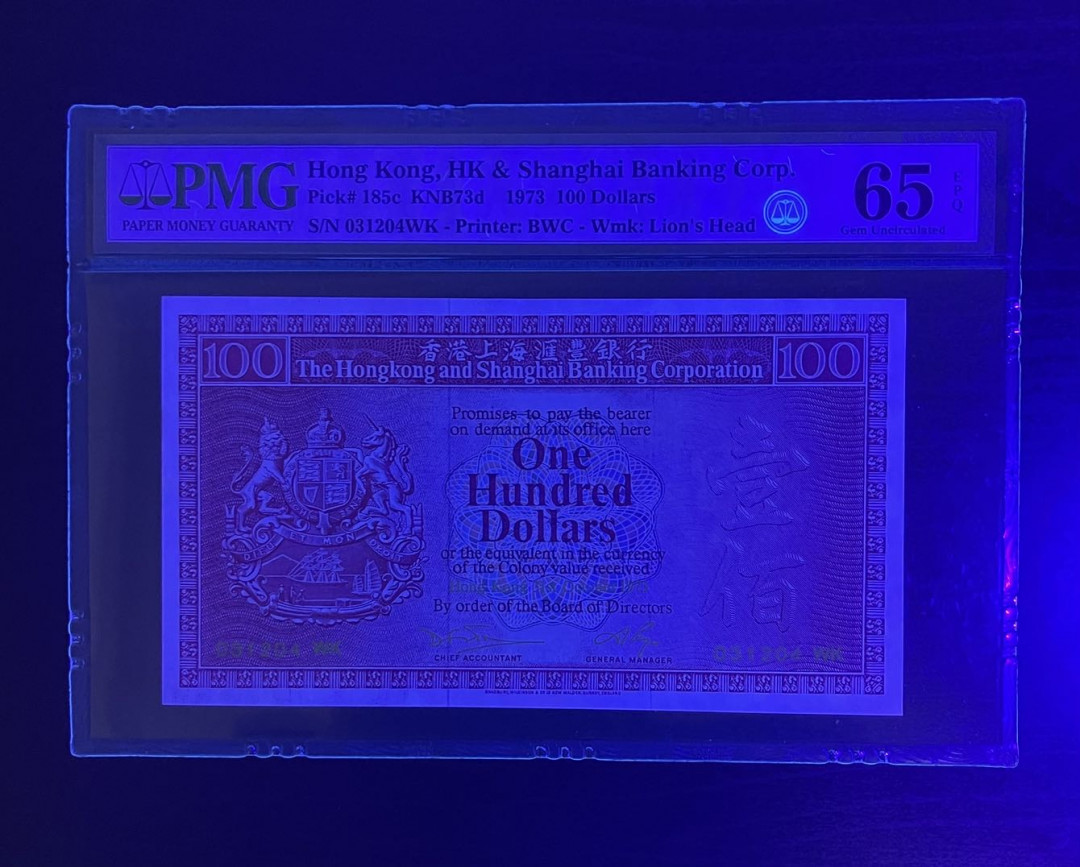 PMG
PAPER MONEY GUARANTY
Hong Kong, HK & Shanghai Banking Corp.
Pick# 185c KNB73d 1973 100 Dollars
S/N 031204WK - Printer: BWC - Wmk: Lion's Head
65
EPQ
Gem Uncirculated
100
香港上海滙豐銀行
100
The Hongkong and Shanghai Banking Corporation
Promises to pay the bearer
on demand at its office here
One
Hundred
Dollars
壹
佰
or the equivalent in the currency
of the Colony value received
By order of the Board of Directors
DIEU ET MON
031204 WK
CHIEF ACCOUNTANT
GENERAL MANAGER
031204 WK